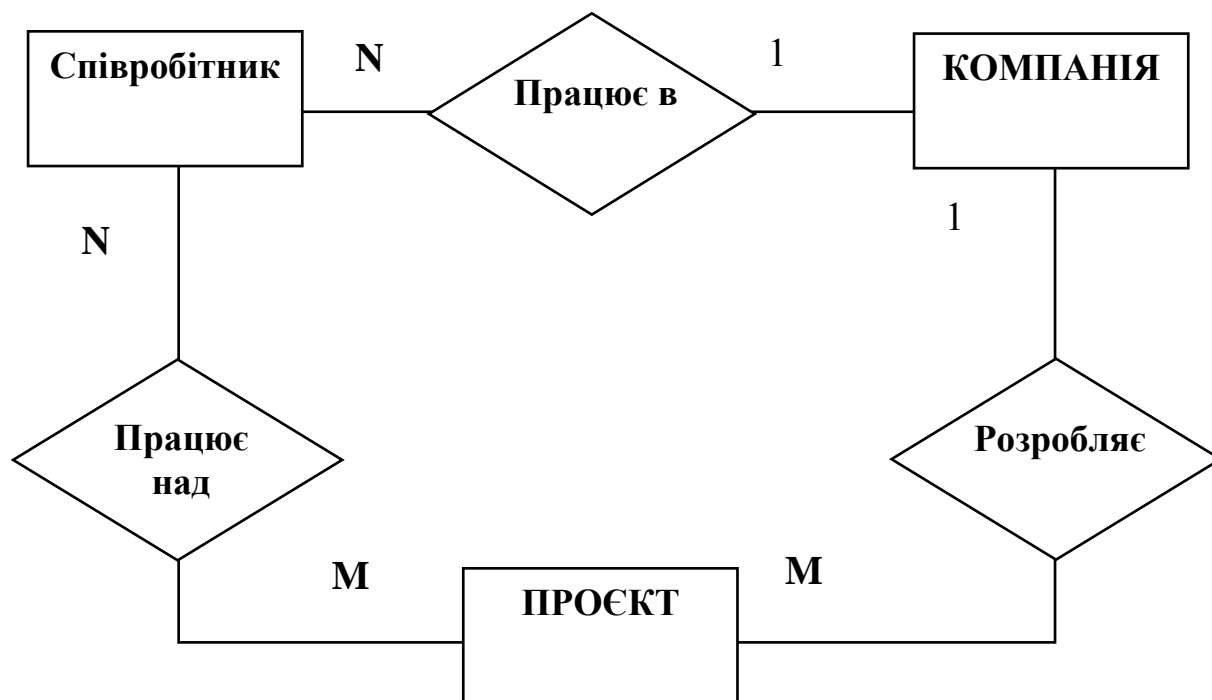 Співробітник
N
Працює в
1
КОМПАНІЯ
N
1
Працює
над
Розробляє
M
ПРОЄКТ
M